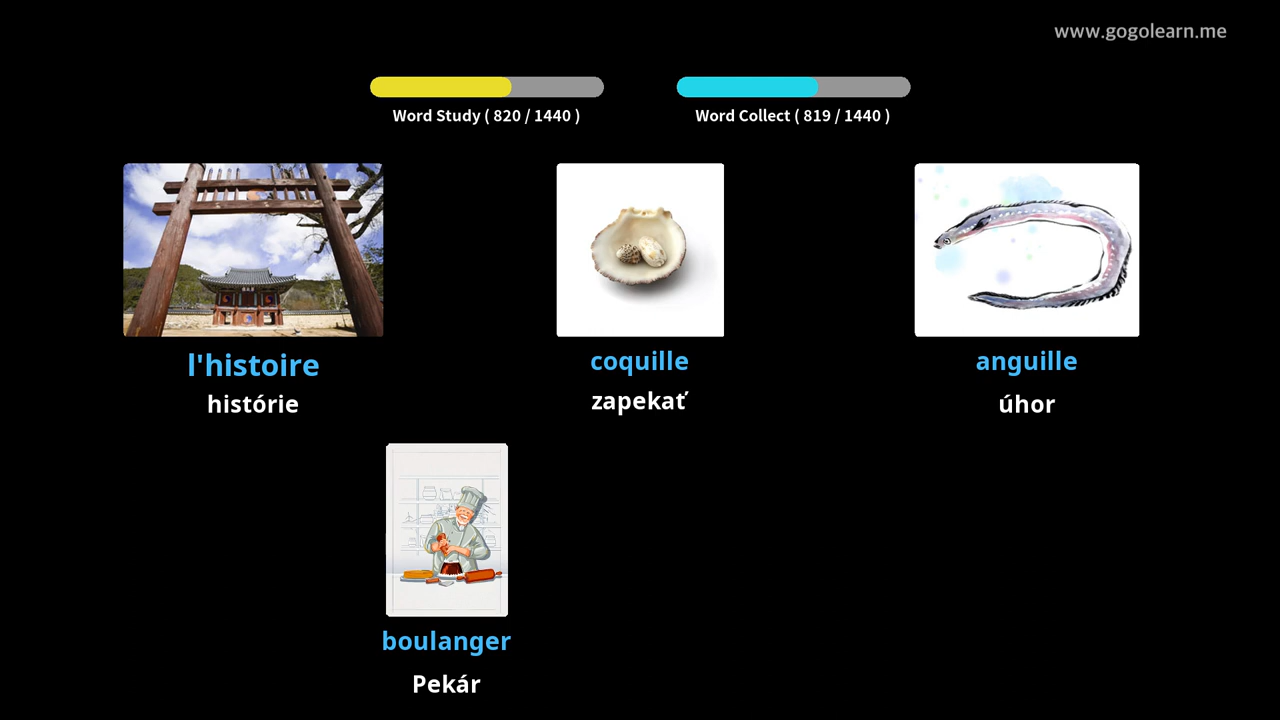 www.gogolearn.me
Word Study ( 820 / 1440 )
Word Collect ( 819 / 1440 )
l'histoire
histórie
coquille
zapekať
anguille
úhor
boulanger
Pekár